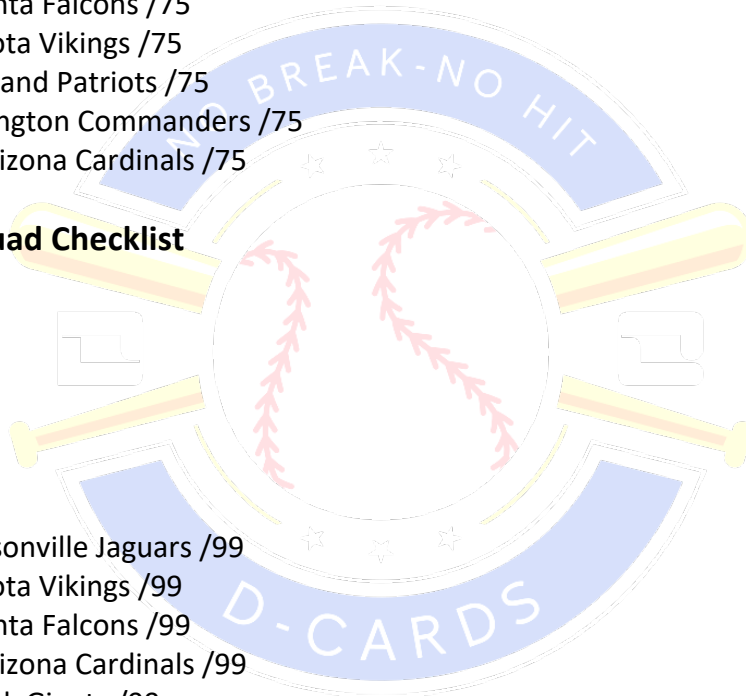 nta Falcons /75
ota Vikings /75
and Patriots /75
NO BREAK-NO HIT
ngton Commanders /75
izona Cardinals /75
uad Checklist
sonville Jaguars /99
ota Vikings /99
D-CARDS
nta Falcons /99
izona Cardinals /99